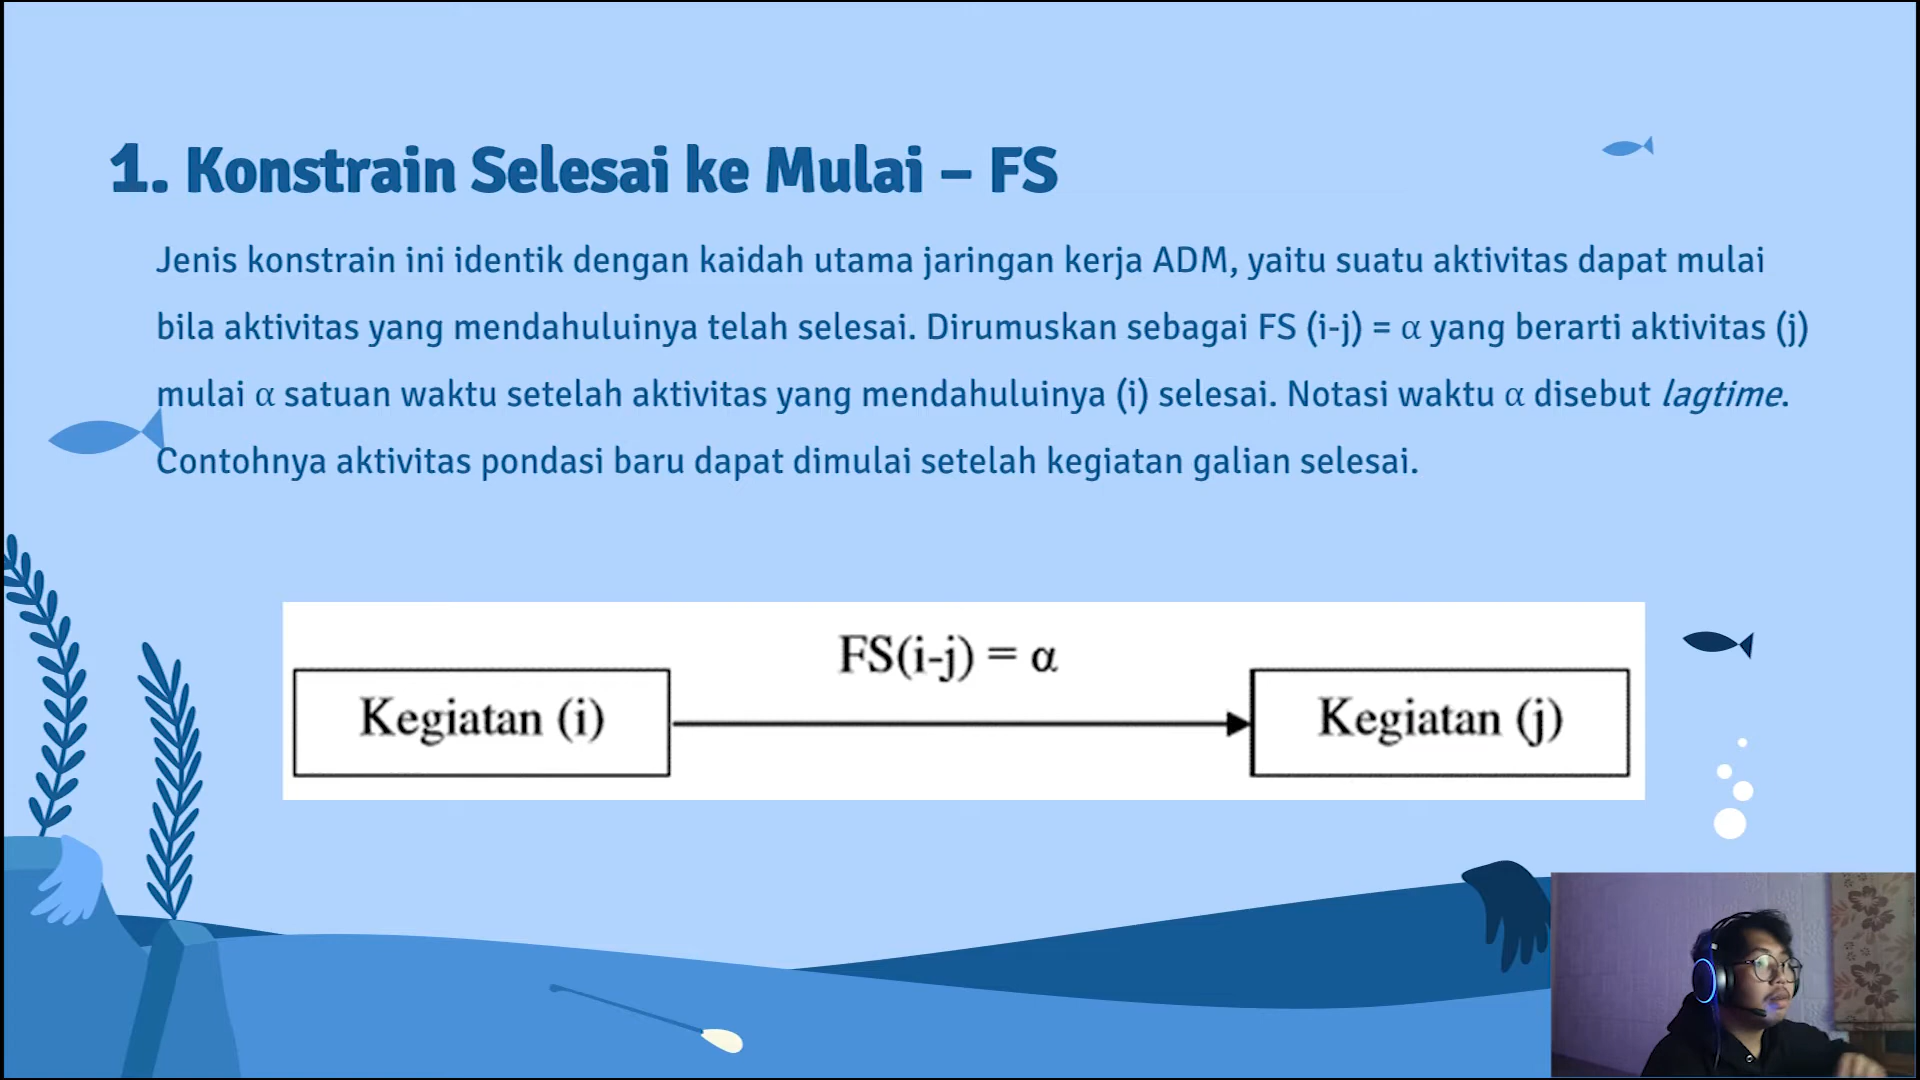 1. Konstrain Selesai ke Mulai – FS
Jenis konstrain ini identik dengan kaidah utama jaringan kerja ADM, yaitu suatu aktivitas dapat mulai
bila aktivitas yang mendahuluinya telah selesai. Dirumuskan sebagai FS (i-j) = α yang berarti aktivitas (j)
mulai α satuan waktu setelah aktivitas yang mendahuluinya (i) selesai. Notasi waktu α disebut lagtime.
Contohnya aktivitas pondasi baru dapat dimulai setelah kegiatan galian selesai.
FS(i-j) = α
Kegiatan (i)
Kegiatan (j)